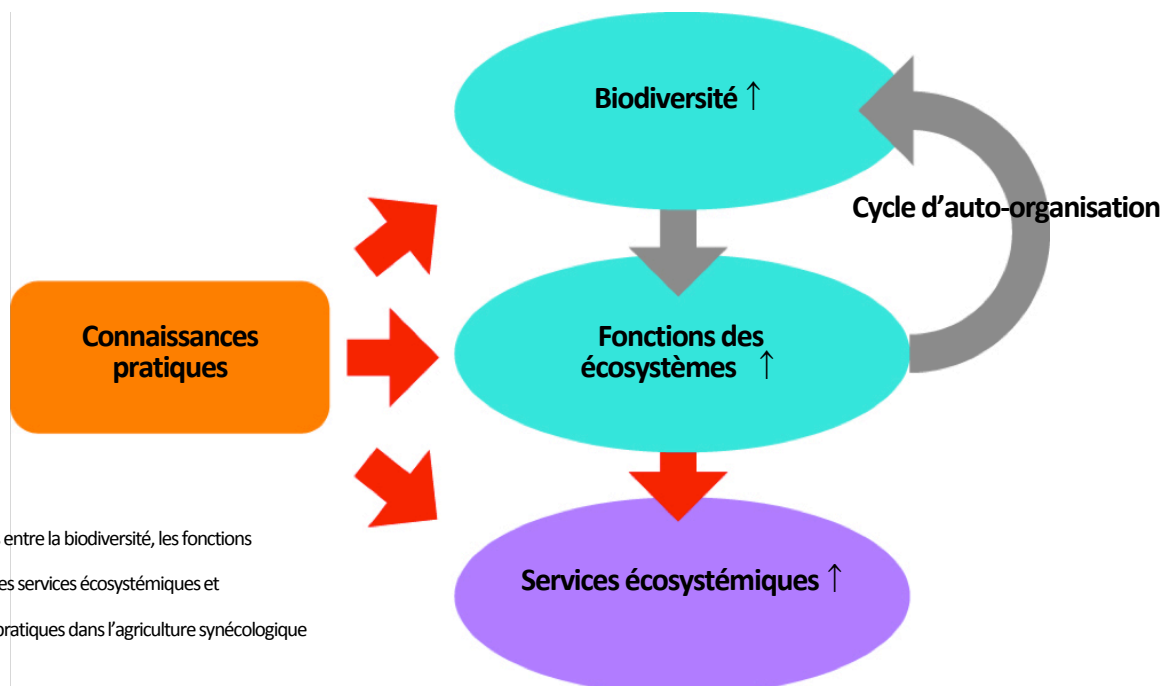 Biodiversité ↑
Cycle d’auto-organisation
Connaissances
pratiques
Fonctions des
écosystèmes ↑
Services écosystémiques ↑
entre la biodiversité, les fonctions
es services écosystémiques et
pratiques dans l’agriculture synécologique